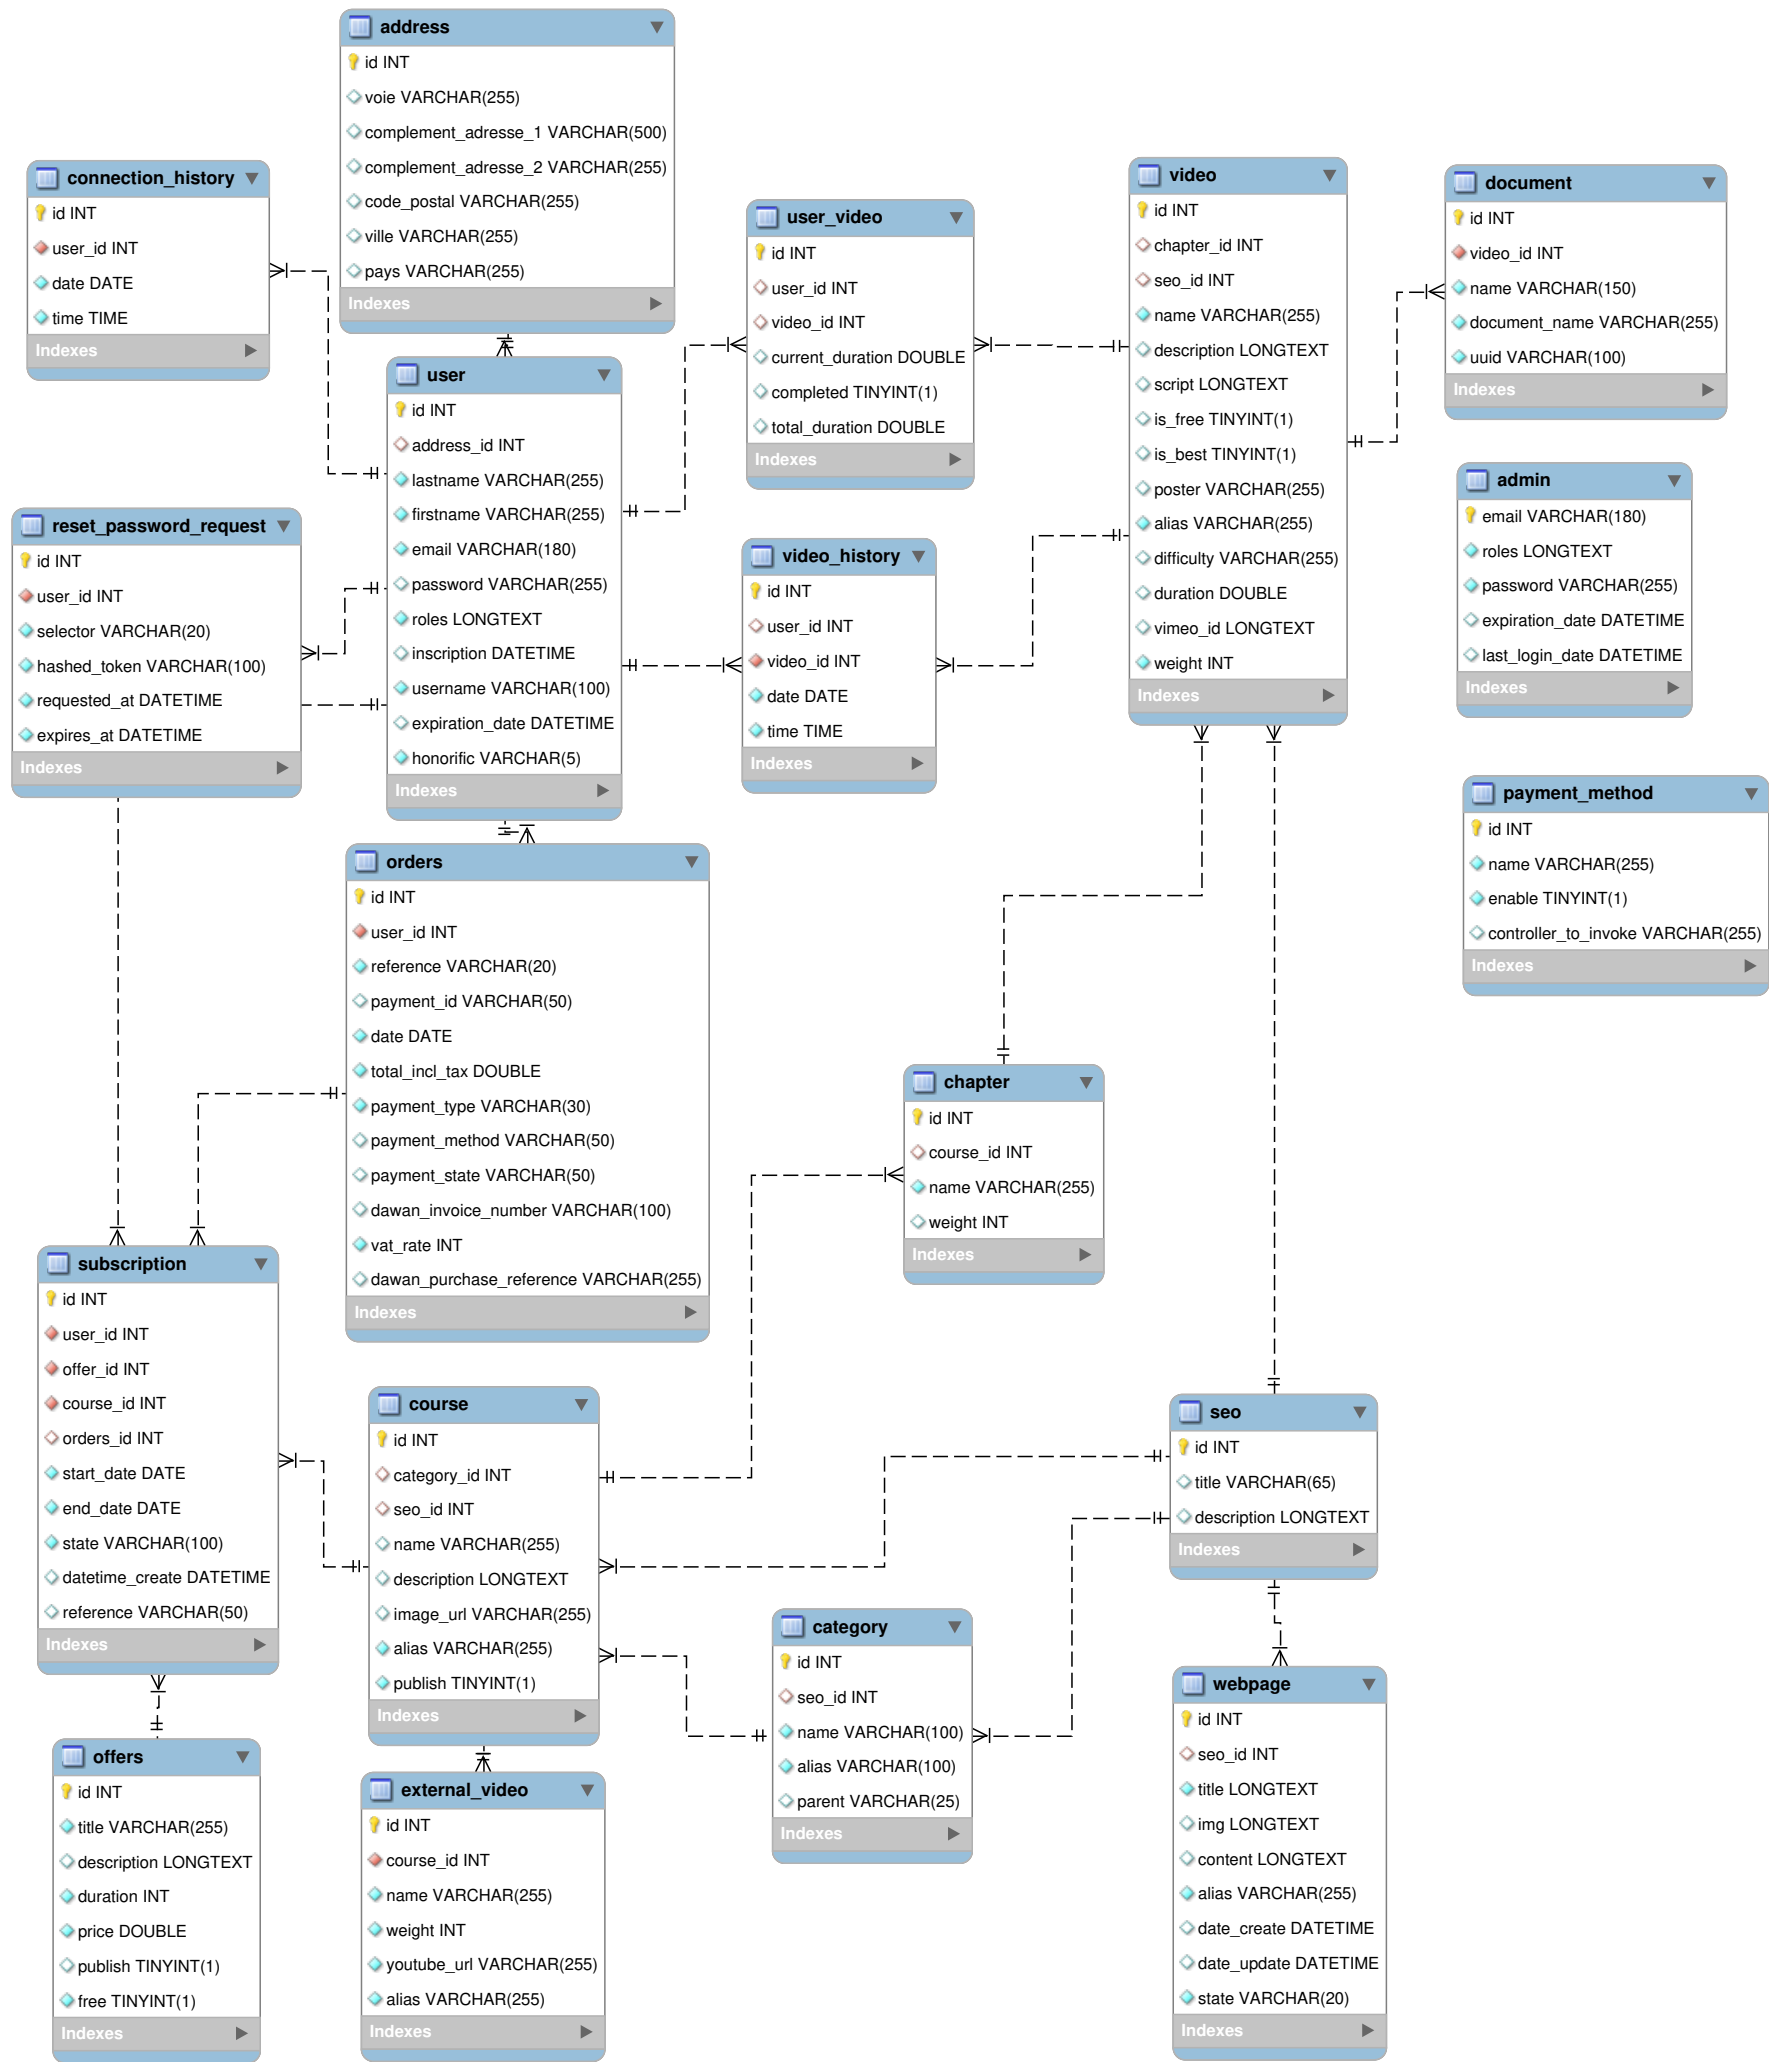 address
id INT
voie VARCHAR(255)
complement_adresse_1 VARCHAR(500)
complement_adresse_2 VARCHAR(255)
code_postal VARCHAR(255)
ville VARCHAR(255)
pays VARCHAR(255)
Indexes
connection_history
id INT
user_id INT
date DATE
time TIME
Indexes
user
id INT
address_id INT
lastname VARCHAR(255)
firstname VARCHAR(255)
email VARCHAR(180)
password VARCHAR(255)
roles LONGTEXT
inscription DATETIME
username VARCHAR(100)
expiration_date DATETIME
honorific VARCHAR(5)
Indexes
user_video
id INT
user_id INT
video_id INT
current_duration DOUBLE
completed TINYINT(1)
total_duration DOUBLE
Indexes
video
id INT
chapter_id INT
seo_id INT
name VARCHAR(255)
description LONGTEXT
script LONGTEXT
is_free TINYINT(1)
is_best TINYINT(1)
poster VARCHAR(255)
alias VARCHAR(255)
difficulty VARCHAR(255)
duration DOUBLE
vimeo_id LONGTEXT
weight INT
Indexes
document
id INT
video_id INT
name VARCHAR(150)
document_name VARCHAR(255)
uuid VARCHAR(100)
Indexes
admin
email VARCHAR(180)
roles LONGTEXT
password VARCHAR(255)
expiration_date DATETIME
last_login_date DATETIME
Indexes
reset_password_request
id INT
user_id INT
selector VARCHAR(20)
hashed_token VARCHAR(100)
requested_at DATETIME
expires_at DATETIME
Indexes
video_history
id INT
user_id INT
video_id INT
date DATE
time TIME
Indexes
payment_method
id INT
name VARCHAR(255)
enable TINYINT(1)
controller_to_invoke VARCHAR(255)
Indexes
orders
id INT
user_id INT
reference VARCHAR(20)
payment_id VARCHAR(50)
date DATE
total_incl_tax DOUBLE
payment_type VARCHAR(30)
payment_method VARCHAR(50)
payment_state VARCHAR(50)
dawan_invoice_number VARCHAR(100)
vat_rate INT
dawan_purchase_reference VARCHAR(255)
Indexes
chapter
id INT
course_id INT
name VARCHAR(255)
weight INT
Indexes
subscription
id INT
user_id INT
offer_id INT
course_id INT
orders_id INT
start_date DATE
end_date DATE
state VARCHAR(100)
datetime_create DATETIME
reference VARCHAR(50)
Indexes
course
id INT
category_id INT
seo_id INT
name VARCHAR(255)
description LONGTEXT
image_url VARCHAR(255)
alias VARCHAR(255)
publish TINYINT(1)
Indexes
seo
id INT
title VARCHAR(65)
description LONGTEXT
Indexes
category
id INT
seo_id INT
name VARCHAR(100)
alias VARCHAR(100)
parent VARCHAR(25)
Indexes
webpage
id INT
seo_id INT
title LONGTEXT
img LONGTEXT
content LONGTEXT
alias VARCHAR(255)
date_create DATETIME
date_update DATETIME
state VARCHAR(20)
Indexes
offers
id INT
title VARCHAR(255)
description LONGTEXT
duration INT
price DOUBLE
publish TINYINT(1)
free TINYINT(1)
Indexes
external_video
id INT
course_id INT
name VARCHAR(255)
weight INT
youtube_url VARCHAR(255)
alias VARCHAR(255)
Indexes